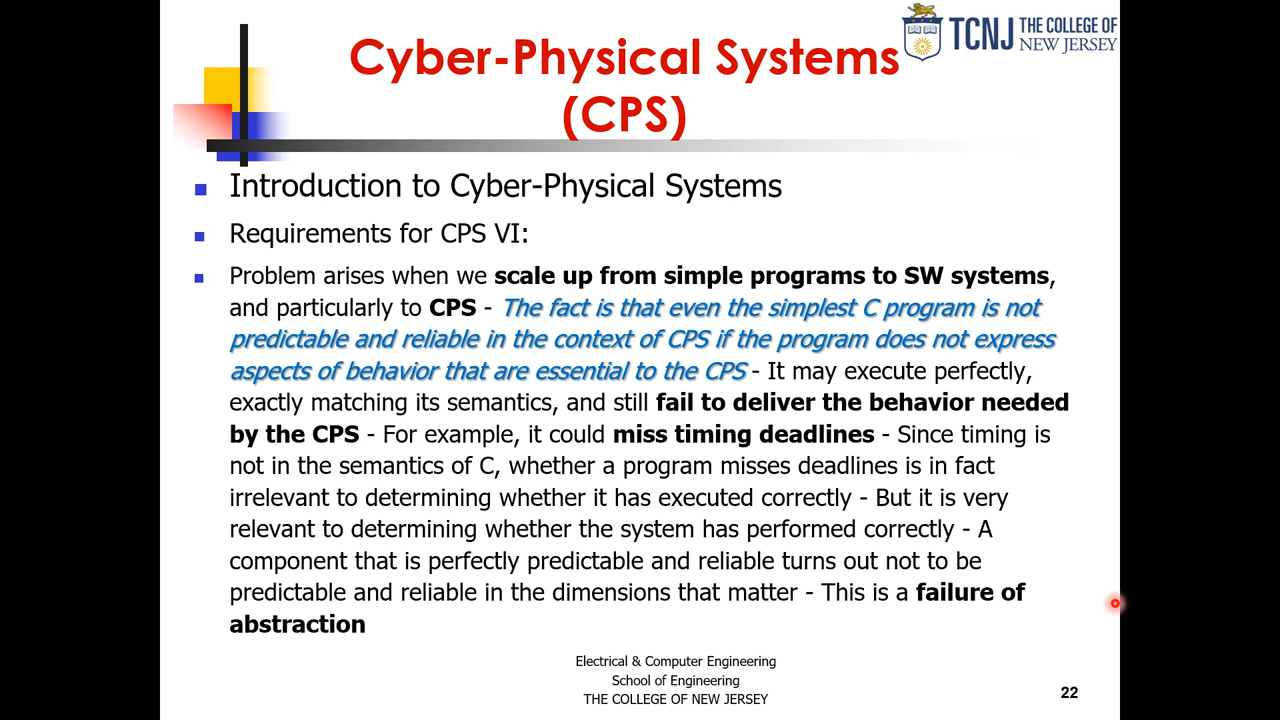 TCNJ THE COLLEGE OF
NEW JERSEY
Cyber-Physical Systems
(CPS)
Introduction to Cyber-Physical Systems
Requirements for CPS VI:
Problem arises when we scale up from simple programs to SW systems,
and particularly to CPS - The fact is that even the simplest C program is not
predictable and reliable in the context of CPS if the program does not express
aspects of behavior that are essential to the CPS - It may execute perfectly,
exactly matching its semantics, and still fail to deliver the behavior needed
by the CPS - For example, it could miss timing deadlines - Since timing is
not in the semantics of C, whether a program misses deadlines is in fact
irrelevant to determining whether it has executed correctly - But it is very
relevant to determining whether the system has performed correctly - A
component that is perfectly predictable and reliable turns out not to be
predictable and reliable in the dimensions that matter - This is a failure of
abstraction
Electrical & Computer Engineering
School of Engineering
THE COLLEGE OF NEW JERSEY
22